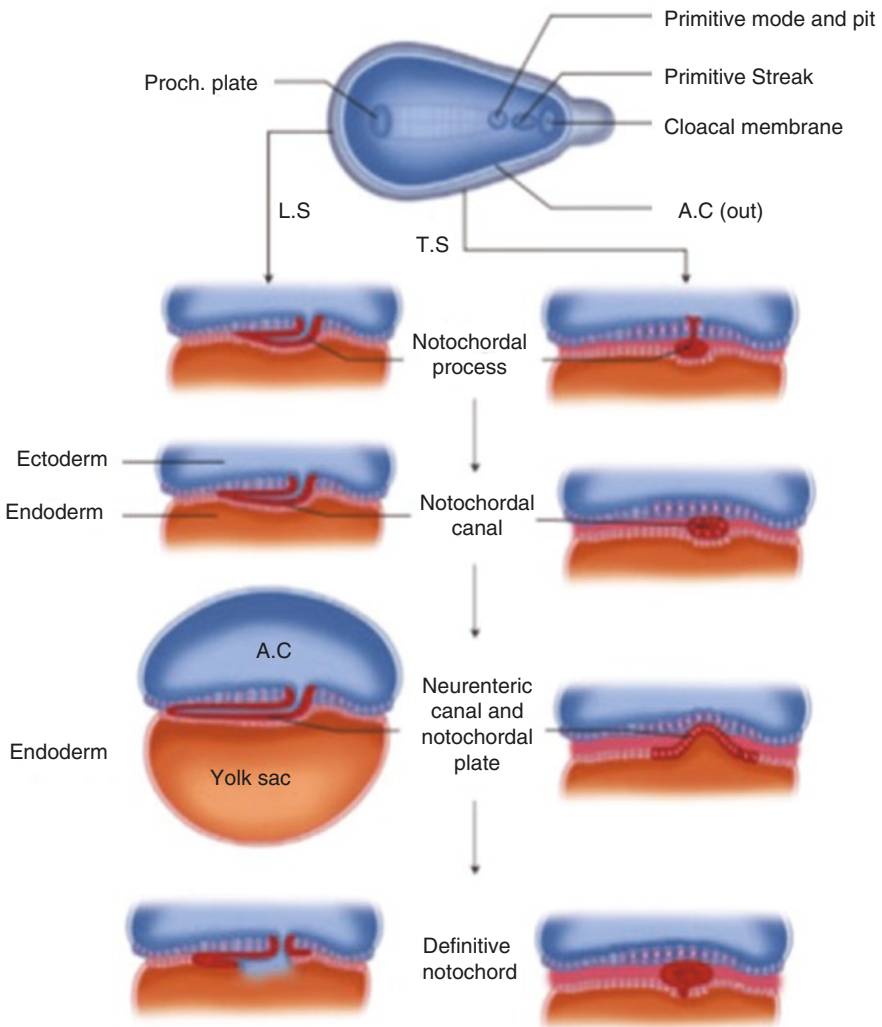 Primitive mode and pit
Proch. plate
Primitive Streak
Cloacal membrane
A.C (out)
L.S
T.S
Notochordal
process
Ectoderm
Endoderm
Notochordal
canal
A.C
Neurenteric
canal and
notochordal
plate
Endoderm
Yolk sac
Definitive
notochord